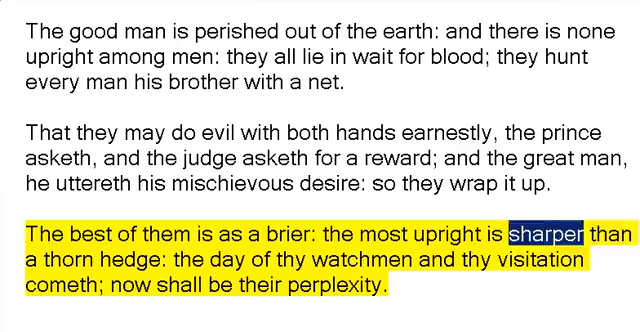 The good man is perished out of the earth: and there is none
upright among men: they all lie in wait for blood; they hunt
every man his brother with a net.
That they may do evil with both hands earnestly, the prince
asketh, and the judge asketh for a reward; and the great man,
he uttereth his mischievous desire: so they wrap it up.
The best of them is as a brier: the most upright is sharper than
a thorn hedge: the day of thy watchmen and thy visitation
cometh; now shall be their perplexity.